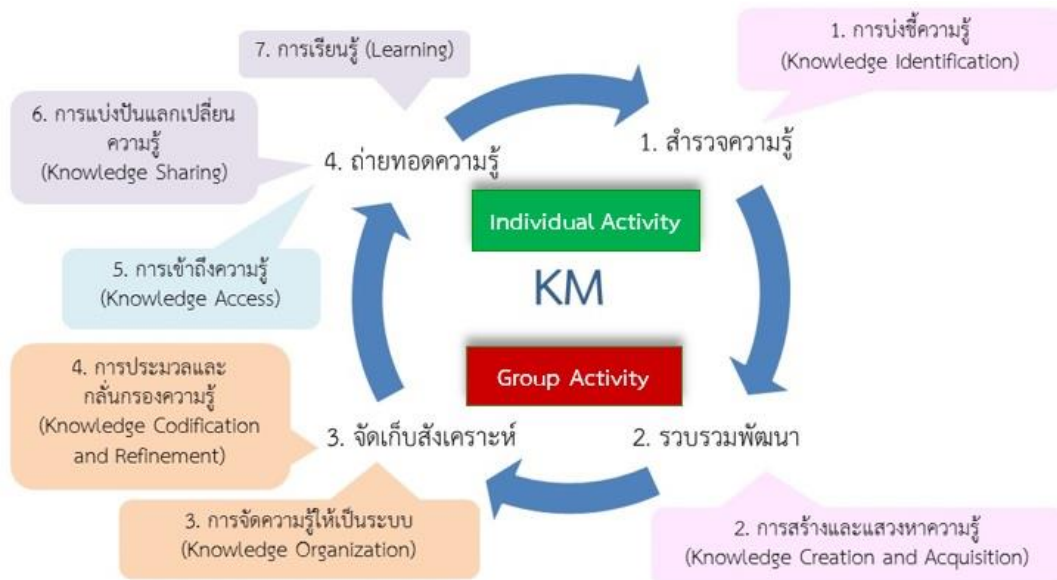 1. การบ่งชี้ความรู้
(Knowledge Identification)
7. การเรียนรู้ (Learning)
6. การแบ่งปันแลกเปลี่ยน
ความรู้
(Knowledge Sharing)
1. สำรวจความรู้
4. ถ่ายทอดความรู้
Individual Activity
KM
5. การเข้าถึงความรู้
(Knowledge Access)
Group Activity
4. การประมวลและ
กลั่นกรองความรู้
(Knowledge Codification
and Refinement)
3. จัดเก็บสังเคราะห์
2. รวบรวมพัฒนา
3. การจัดความรู้ให้เป็นระบบ
(Knowledge Organization)
2. การสร้างและแสวงหาความรู้
(Knowledge Creation and Acquisition)